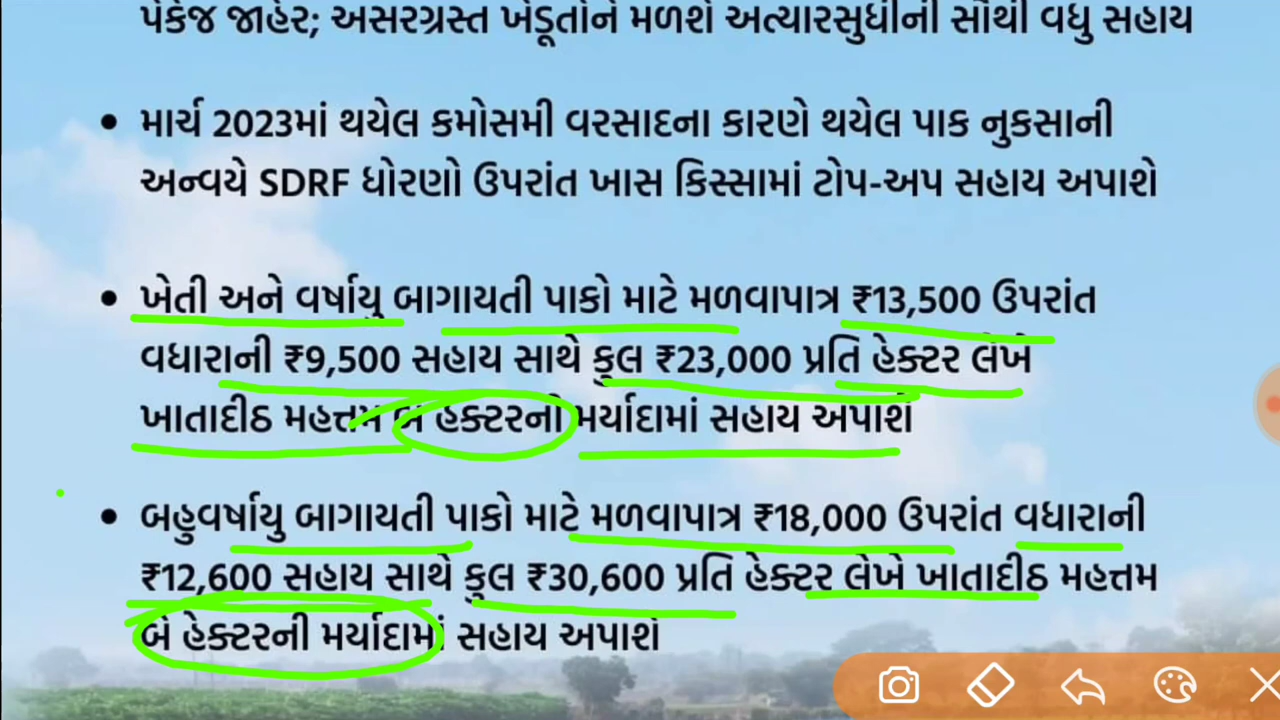 પેકેજ જાહેર; અસરગ્રસ્ત ખેડૂતોને મળશે અત્યારસુધીની સૌથી વધુ સહાય
• માર્ચ 2023માં થયેલ કમોસમી વરસાદના કારણે થયેલ પાક નુકસાની
અન્વયે SDRF ધોરણો ઉપરાંત ખાસ કિસ્સામાં ટોપ-અપ સહાય અપાશે
• ખેતી અને વર્ષાયુ બાગાયતી પાકો માટે મળવાપાત્ર ₹13,500 ઉપરાંત
વધારાની ₹9,500 સહાય સાથે કુલ ₹23,000 પ્રતિ હેક્ટર લેખે
ખાતાદીઠ મહત્તમ બે હેક્ટરની મર્યાદામાં સહાય અપાશે
• બહુવર્ષાયુ બાગાયતી પાકો માટે મળવાપાત્ર ₹18,000 ઉપરાંત વધારાની
₹12,600 સહાય સાથે કુલ ₹30,600 પ્રતિ હેક્ટર લેખે ખાતાદીઠ મહત્તમ
બે હેક્ટરની મર્યાદામાં સહાય અપાશે